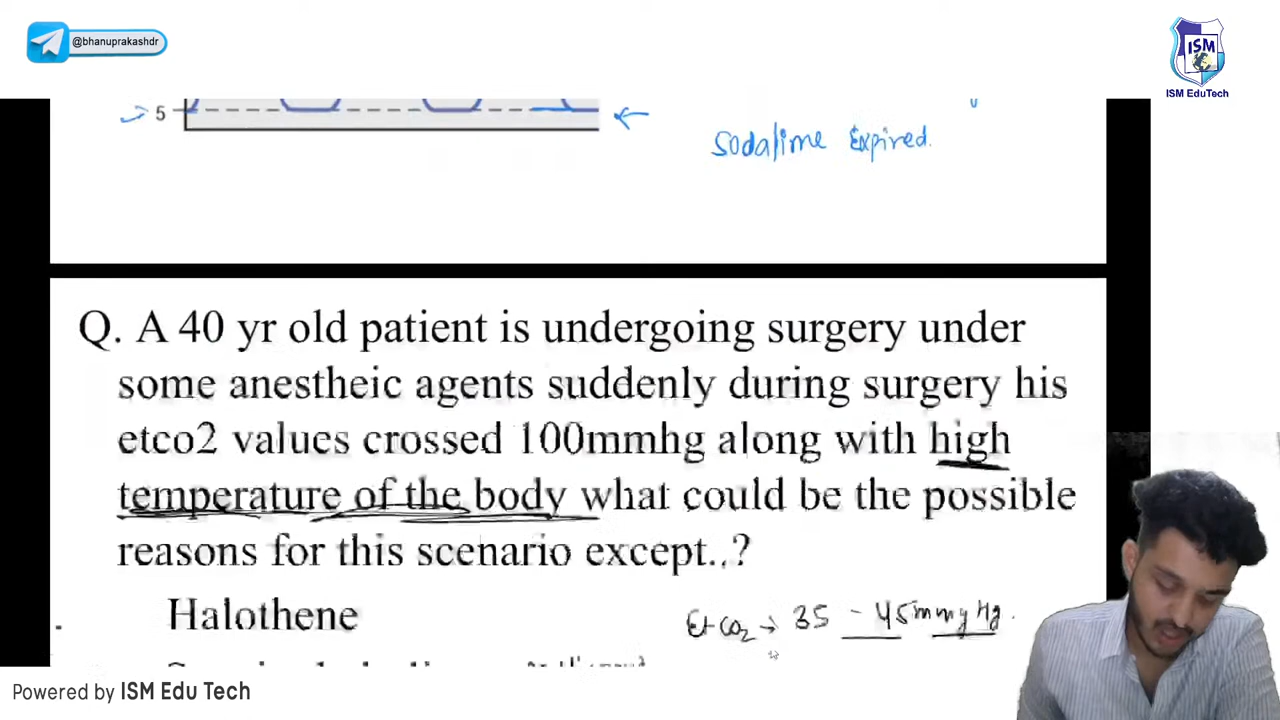 @bhanuprakashdr
ISM
ISM EduTech
5
Sodalime Expired.
Q. A 40 yr old patient is undergoing surgery under
some anestheic agents suddenly during surgery his
etco2 values crossed 100mmhg along with high
temperature of the body what could be the possible
reasons for this scenario except..?
Halothene
EtCO2 → 35 - 45 mmHg.
Powered by ISM Edu Tech